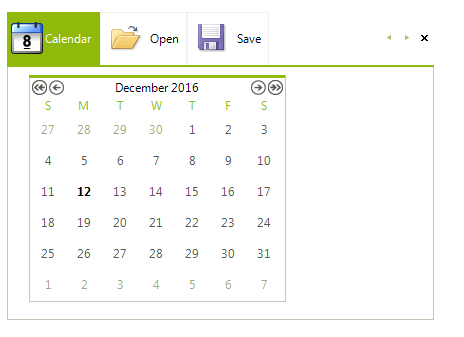 8 Calendar Open Save
December 2016
S M T W T F S
27 28 29 30 1 2 3
4 5 6 7 8 9 10
11 12 13 14 15 16 17
18 19 20 21 22 23 24
25 26 27 28 29 30 31
1 2 3 4 5 6 7